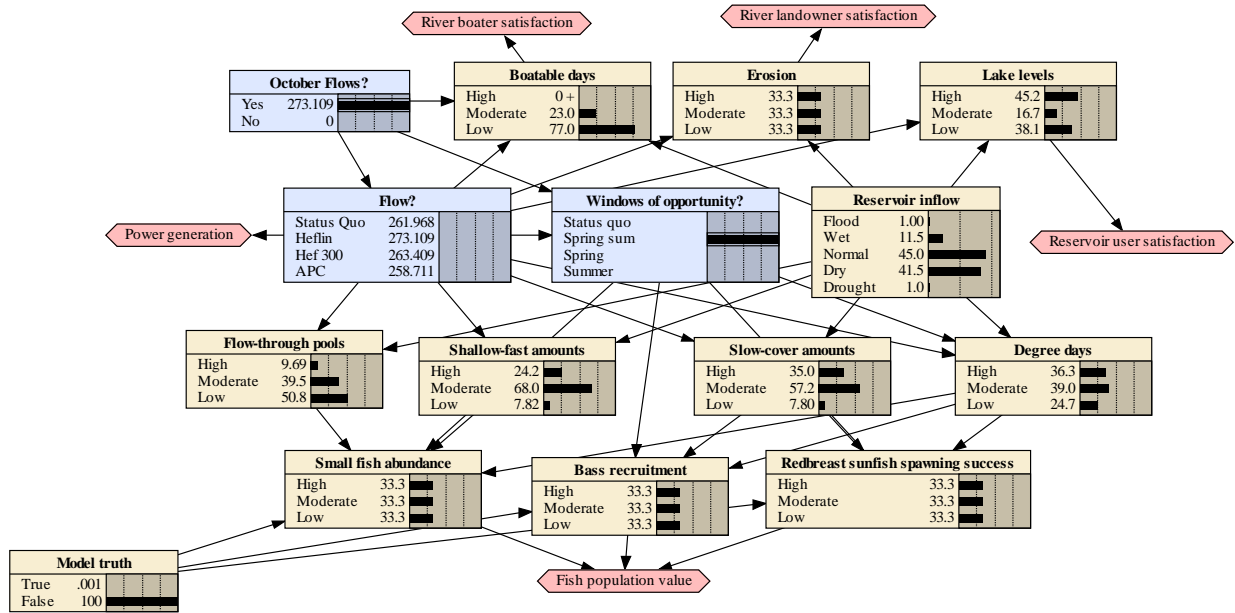 River boater satisfaction
River landowner satisfaction
October Flows?
Yes 273.109
No 0
Boatable days
High 0 +
Moderate 23.0
Low 77.0
Erosion
High 33.3
Moderate 33.3
Low 33.3
Lake levels
High 45.2
Moderate 16.7
Low 38.1
Power generation
Flow?
Status Quo 261.968
Heflin 273.109
Hef 300 263.409
APC 258.711
Windows of opportunity?
Status quo
Spring sum
Spring
Summer
Reservoir inflow
Flood 1.00
Wet 11.5
Normal 45.0
Dry 41.5
Drought 1.0
Reservoir user satisfaction
Flow-through pools
High 9.69
Moderate 39.5
Low 50.8
Shallow-fast amounts
High 24.2
Moderate 68.0
Low 7.82
Slow-cover amounts
High 35.0
Moderate 57.2
Low 7.80
Degree days
High 36.3
Moderate 39.0
Low 24.7
Small fish abundance
High 33.3
Moderate 33.3
Low 33.3
Bass recruitment
High 33.3
Moderate 33.3
Low 33.3
Redbreast sunfish spawning success
High 33.3
Moderate 33.3
Low 33.3
Model truth
True .001
False 100
Fish population value